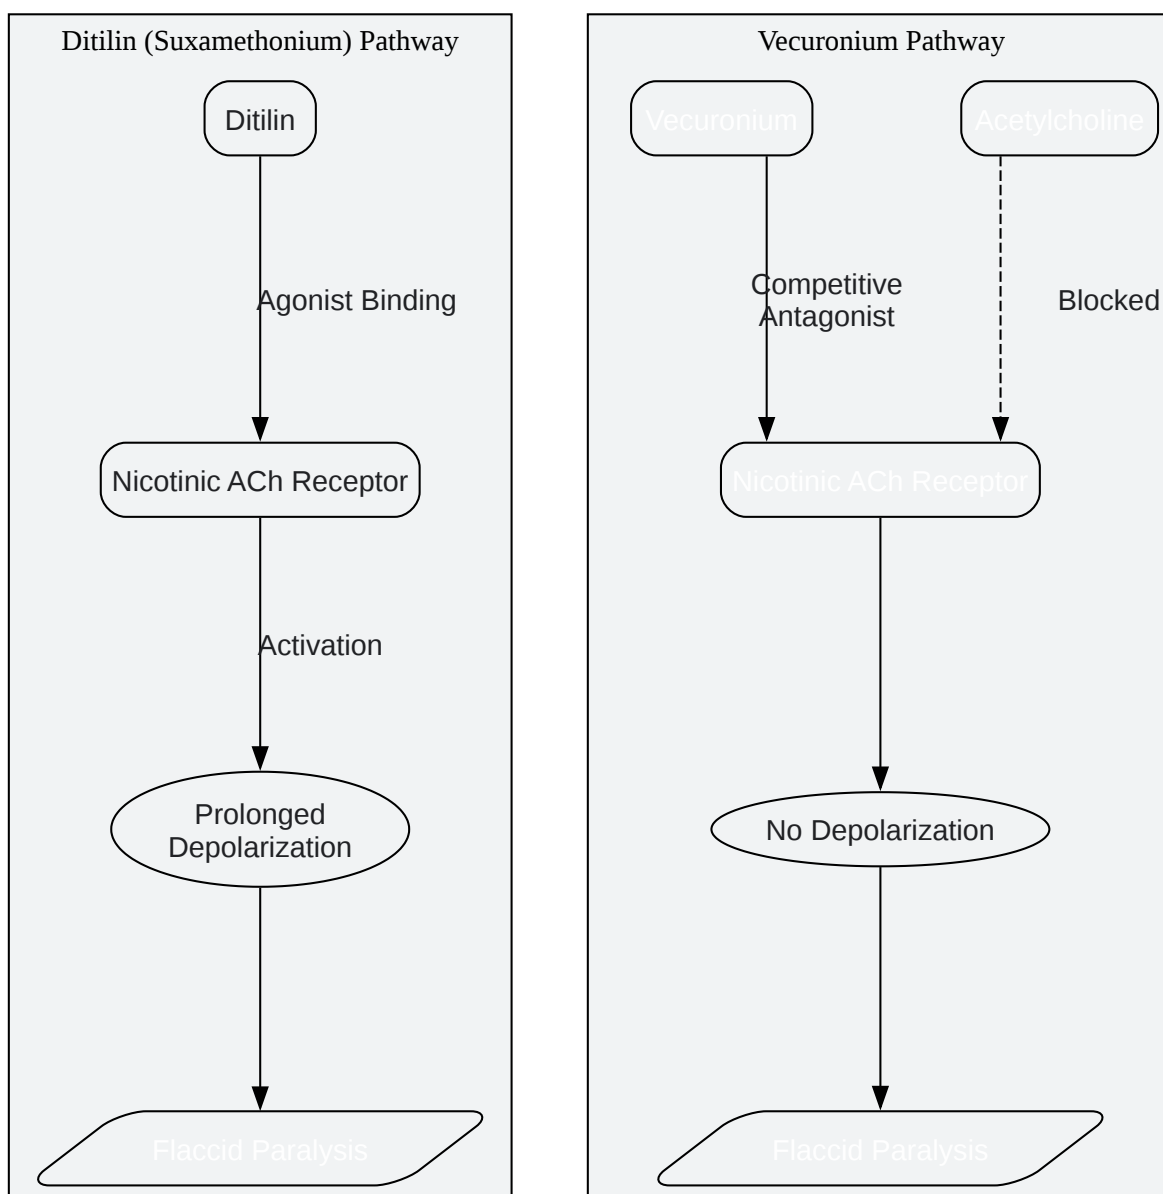 Ditilin (Suxamethonium) Pathway
Ditilin
Agonist Binding
Nicotinic ACh Receptor
Activation
Prolonged
Depolarization
Flaccid Paralysis
Vecuronium Pathway
Vecuronium
Acetylcholine
Competitive
Antagonist
Blocked
Nicotinic ACh Receptor
No Depolarization
Flaccid Paralysis